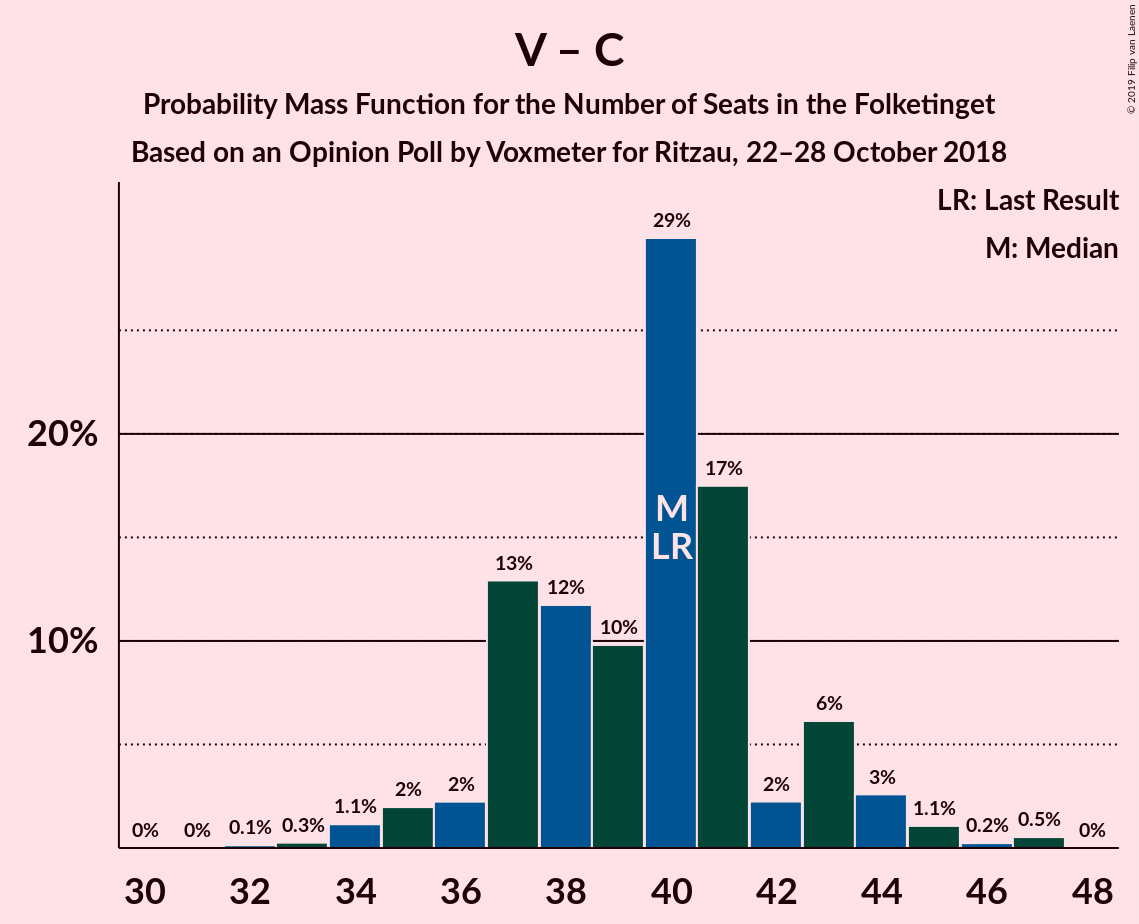 V – C
Probability Mass Function for the Number of Seats in the Folketinget
Based on an Opinion Poll by Voxmeter for Ritzau, 22–28 October 2018
© 2019 Filip van Laenen
LR: Last Result
M: Median
20%
10%
0% 0% 0.1% 0.3% 1.1% 2% 2% 13% 12% 10% 29% 17% 2% 6% 3% 1.1% 0.2% 0.5% 0%
M
LR
30 32 34 36 38 40 42 44 46 48